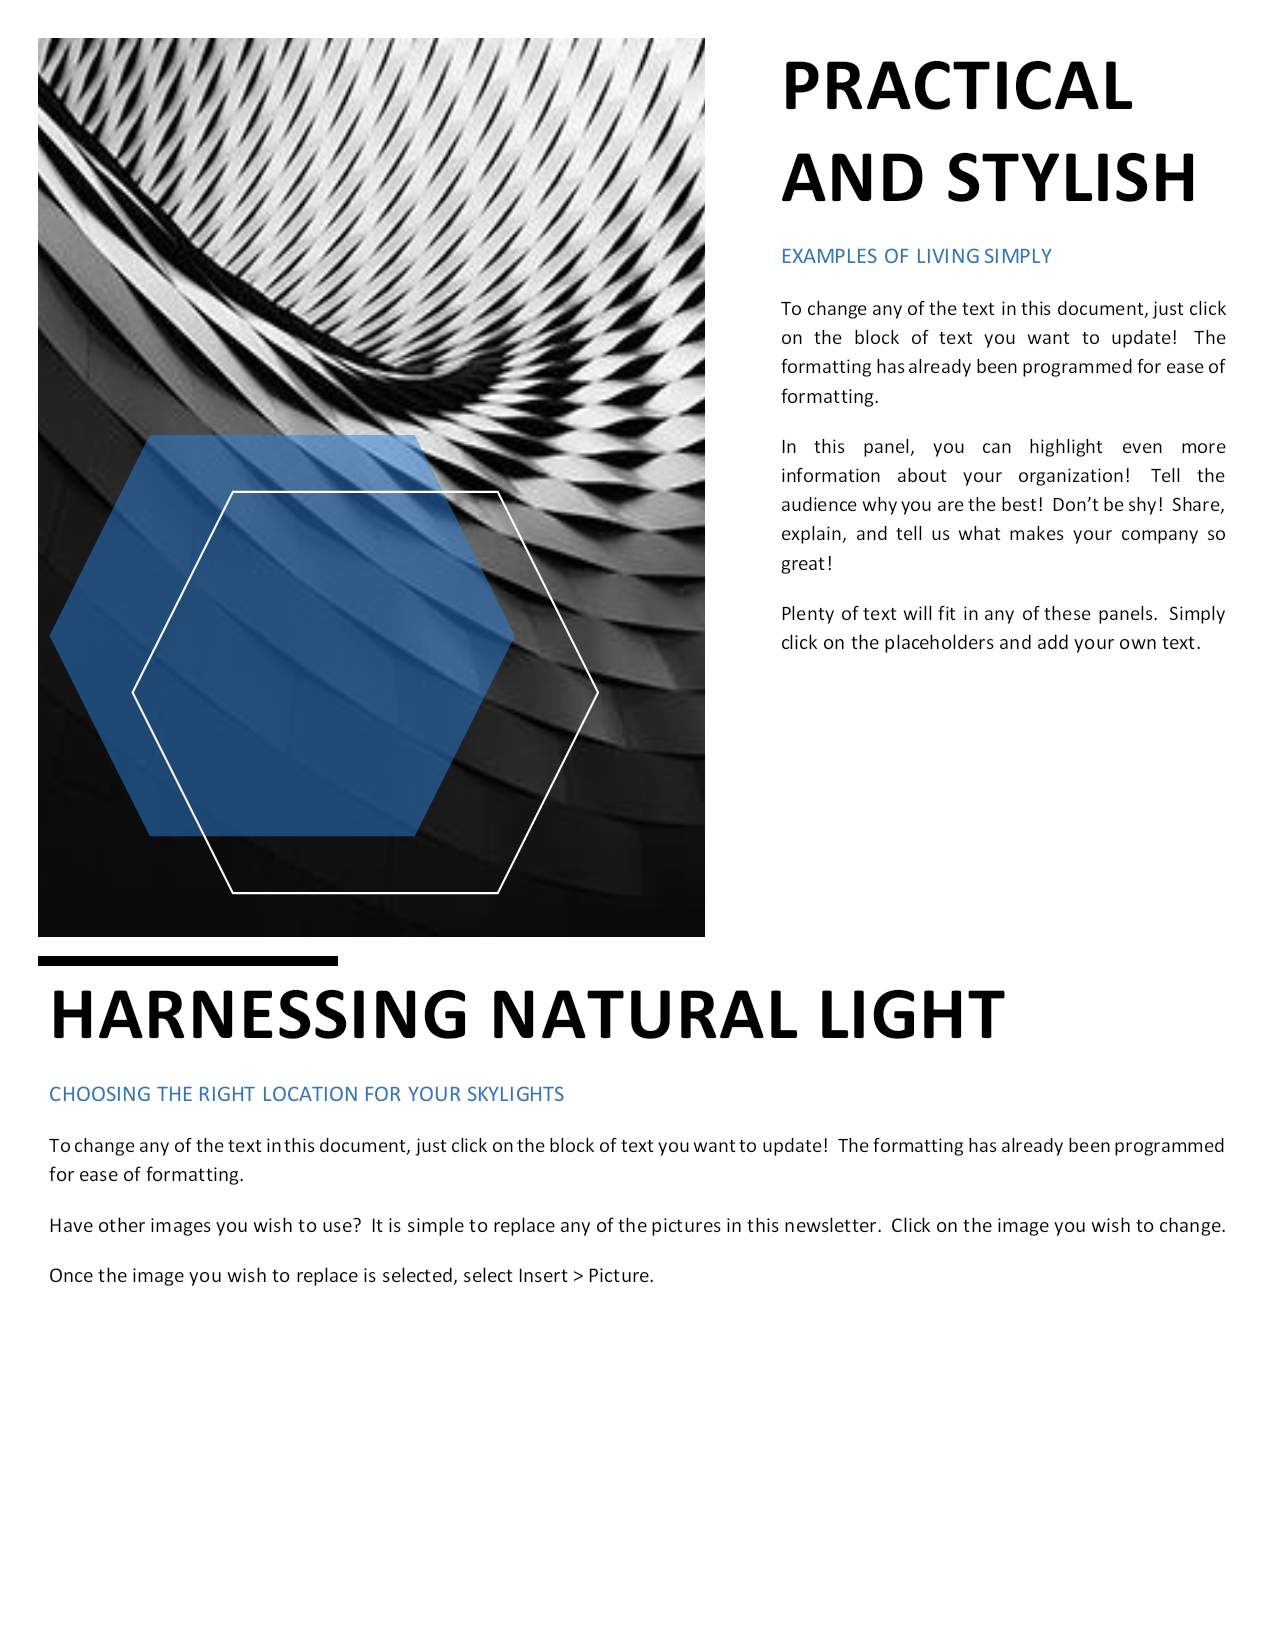 PRACTICAL
AND STYLISH
EXAMPLES OF LIVING SIMPLY
To change any of the text in this document, just click
on the block of text you want to update! The
formatting has already been programmed for ease of
formatting.
In this panel, you can highlight even more
information about your organization! Tell the
audience why you are the best! Don’t be shy! Share,
explain, and tell us what makes your company so
great!
Plenty of text will fit in any of these panels. Simply
click on the placeholders and add your own text.
HARNESSING NATURAL LIGHT
CHOOSING THE RIGHT LOCATION FOR YOUR SKYLIGHTS
To change any of the text in this document, just click on the block of text you want to update! The formatting has already been programmed
for ease of formatting.
Have other images you wish to use? It is simple to replace any of the pictures in this newsletter. Click on the image you wish to change.
Once the image you wish to replace is selected, select Insert > Picture.